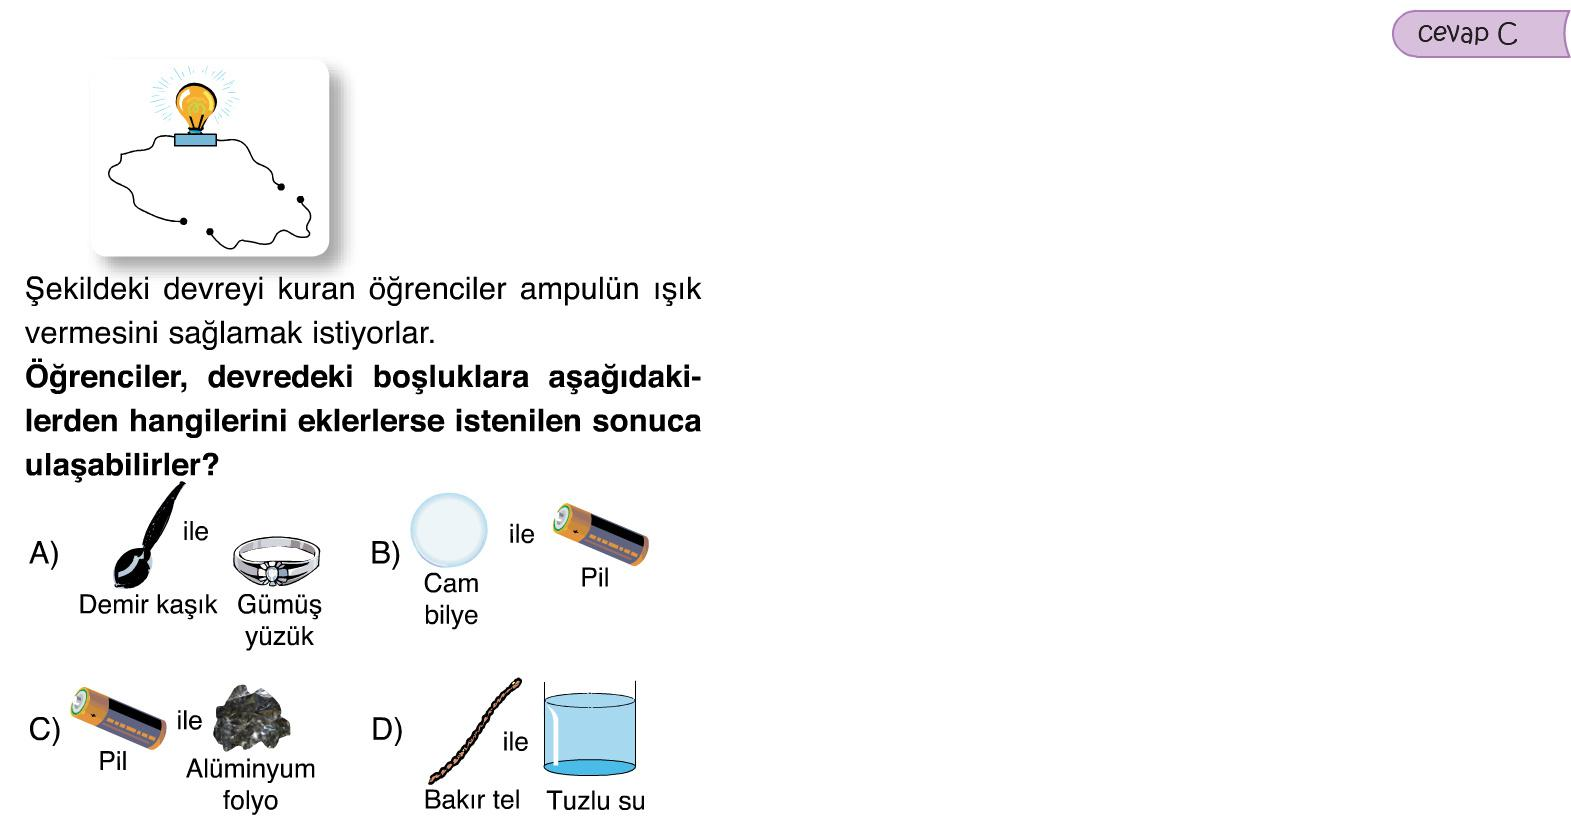 cevap C
Şekildeki devreyi kuran öğrenciler ampulün ışık
vermesini sağlamak istiyorlar.
Öğrenciler, devredeki boşluklara aşağıdaki-
lerden hangilerini eklerlerse istenilen sonuca
ulaşabilirler?
A) ile
Demir kaşık Gümüş
yüzük
B) ile
Cam
bilye
Pil
C) ile
Pil
Alüminyum
folyo
D) ile
Bakır tel Tuzlu su